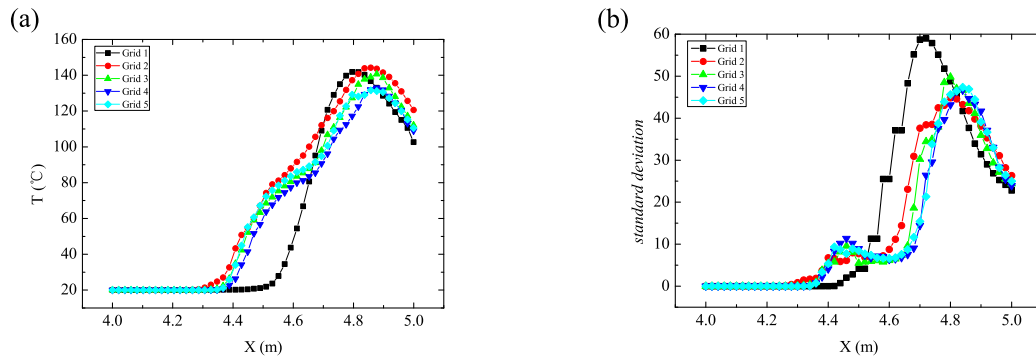 (a)
160
140
120
100
80
60
40
20
T (℃)
Grid 1
Grid 2
Grid 3
Grid 4
Grid 5
4.0
4.2
4.4
4.6
4.8
5.0
X (m)
(b)
60
50
40
30
20
10
0
standard deviation
Grid 1
Grid 2
Grid 3
Grid 4
Grid 5
4.0
4.2
4.4
4.6
4.8
5.0
X (m)